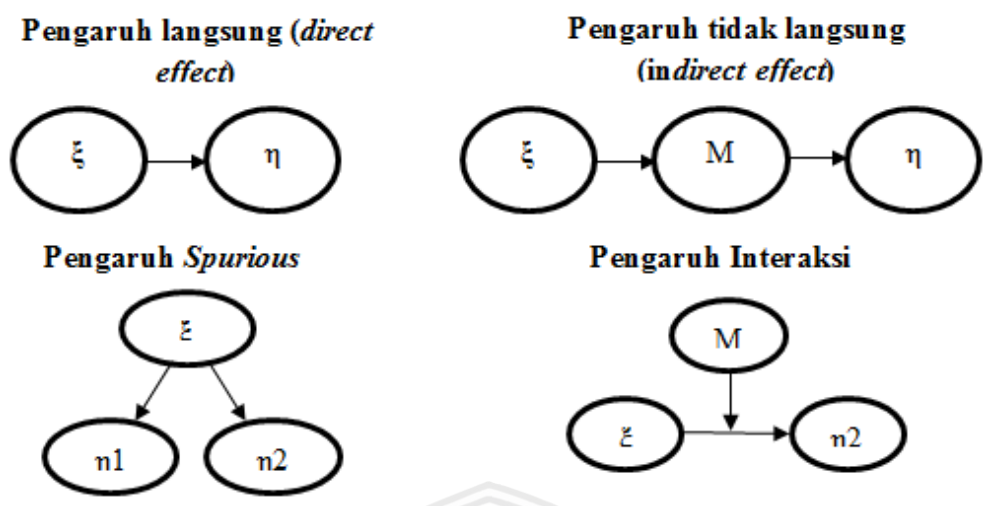 Pengaruh langsung (direct
effect)
ξ
η
Pengaruh tidak langsung
(indirect effect)
ξ
M
η
Pengaruh Spurious
ξ
η1
η2
Pengaruh Interaksi
M
ξ
η2